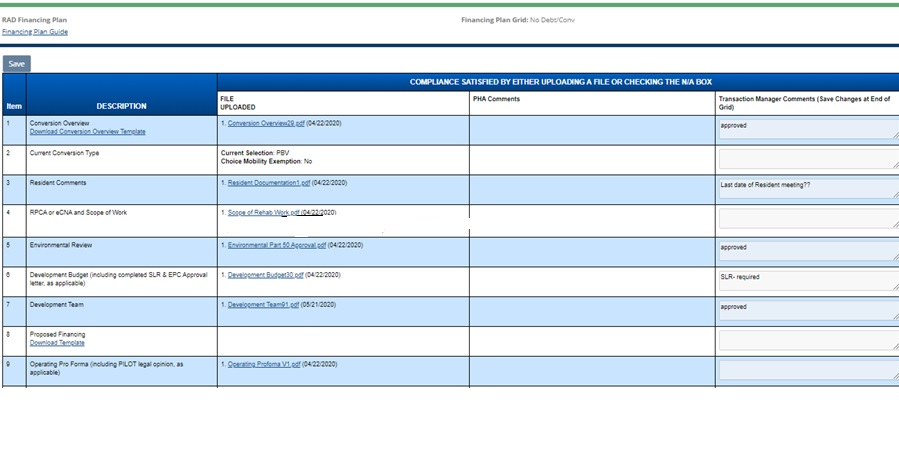 RAD Financing Plan
Financing Plan Grid: No Debt/Conv
Financing Plan Guide
Save
COMPLIANCE SATISFIED BY EITHER UPLOADING A FILE OR CHECKING THE N/A BOX
Item
DESCRIPTION
FILE
UPLOADED
PHA Comments
Transaction Manager Comments (Save Changes at End of
Grid)
1
Conversion Overview
Download Conversion Overview Template
1. Conversion Overview29.pdf (04/22/2020)
approved
2
Current Conversion Type
Current Selection: PBV
Choice Mobility Exemption: No
3
Resident Comments
1. Resident Documentation1.pdf (04/22/2020)
Last date of Resident meeting??
4
RPCA or eCNA and Scope of Work
1. Scope of Rehab Work.pdf (04/22/2020)
5
Environmental Review
1. Environmental Part 50 Approval.pdf (04/22/2020)
approved
6
Development Budget (including completed SLR & EPC Approval
letter, as applicable)
1. Development Budget30.pdf (04/22/2020)
SLR- required
7
Development Team
1. Development Team91.pdf (05/21/2020)
approved
8
Proposed Financing
Download Template
9
Operating Pro Forma (including PILOT legal opinion, as
applicable)
1. Operating Profoma V1.pdf (04/22/2020)